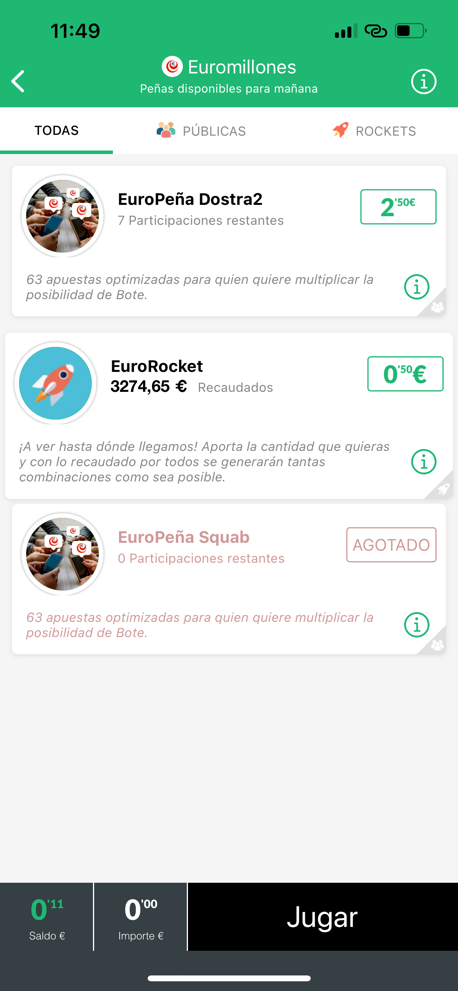 11:49
Euromillones
Peñas disponibles para mañana
TODAS
PÚBLICAS
ROCKETS
EuroPeña Dostra2
7 Participaciones restantes
2'50€
63 apuestas optimizadas para quien quiere multiplicar la
posibilidad de Bote.
EuroRocket
3274,65 € Recaudados
0'50€
¡A ver hasta dónde llegamos! Aporta la cantidad que quieras
y con lo recaudado por todos se generarán tantas
combinaciones como sea posible.
EuroPeña Squab
0 Participaciones restantes
AGOTADO
63 apuestas optimizadas para quien quiere multiplicar la
posibilidad de Bote.
0'11
Saldo €
0'00
Importe €
Jugar